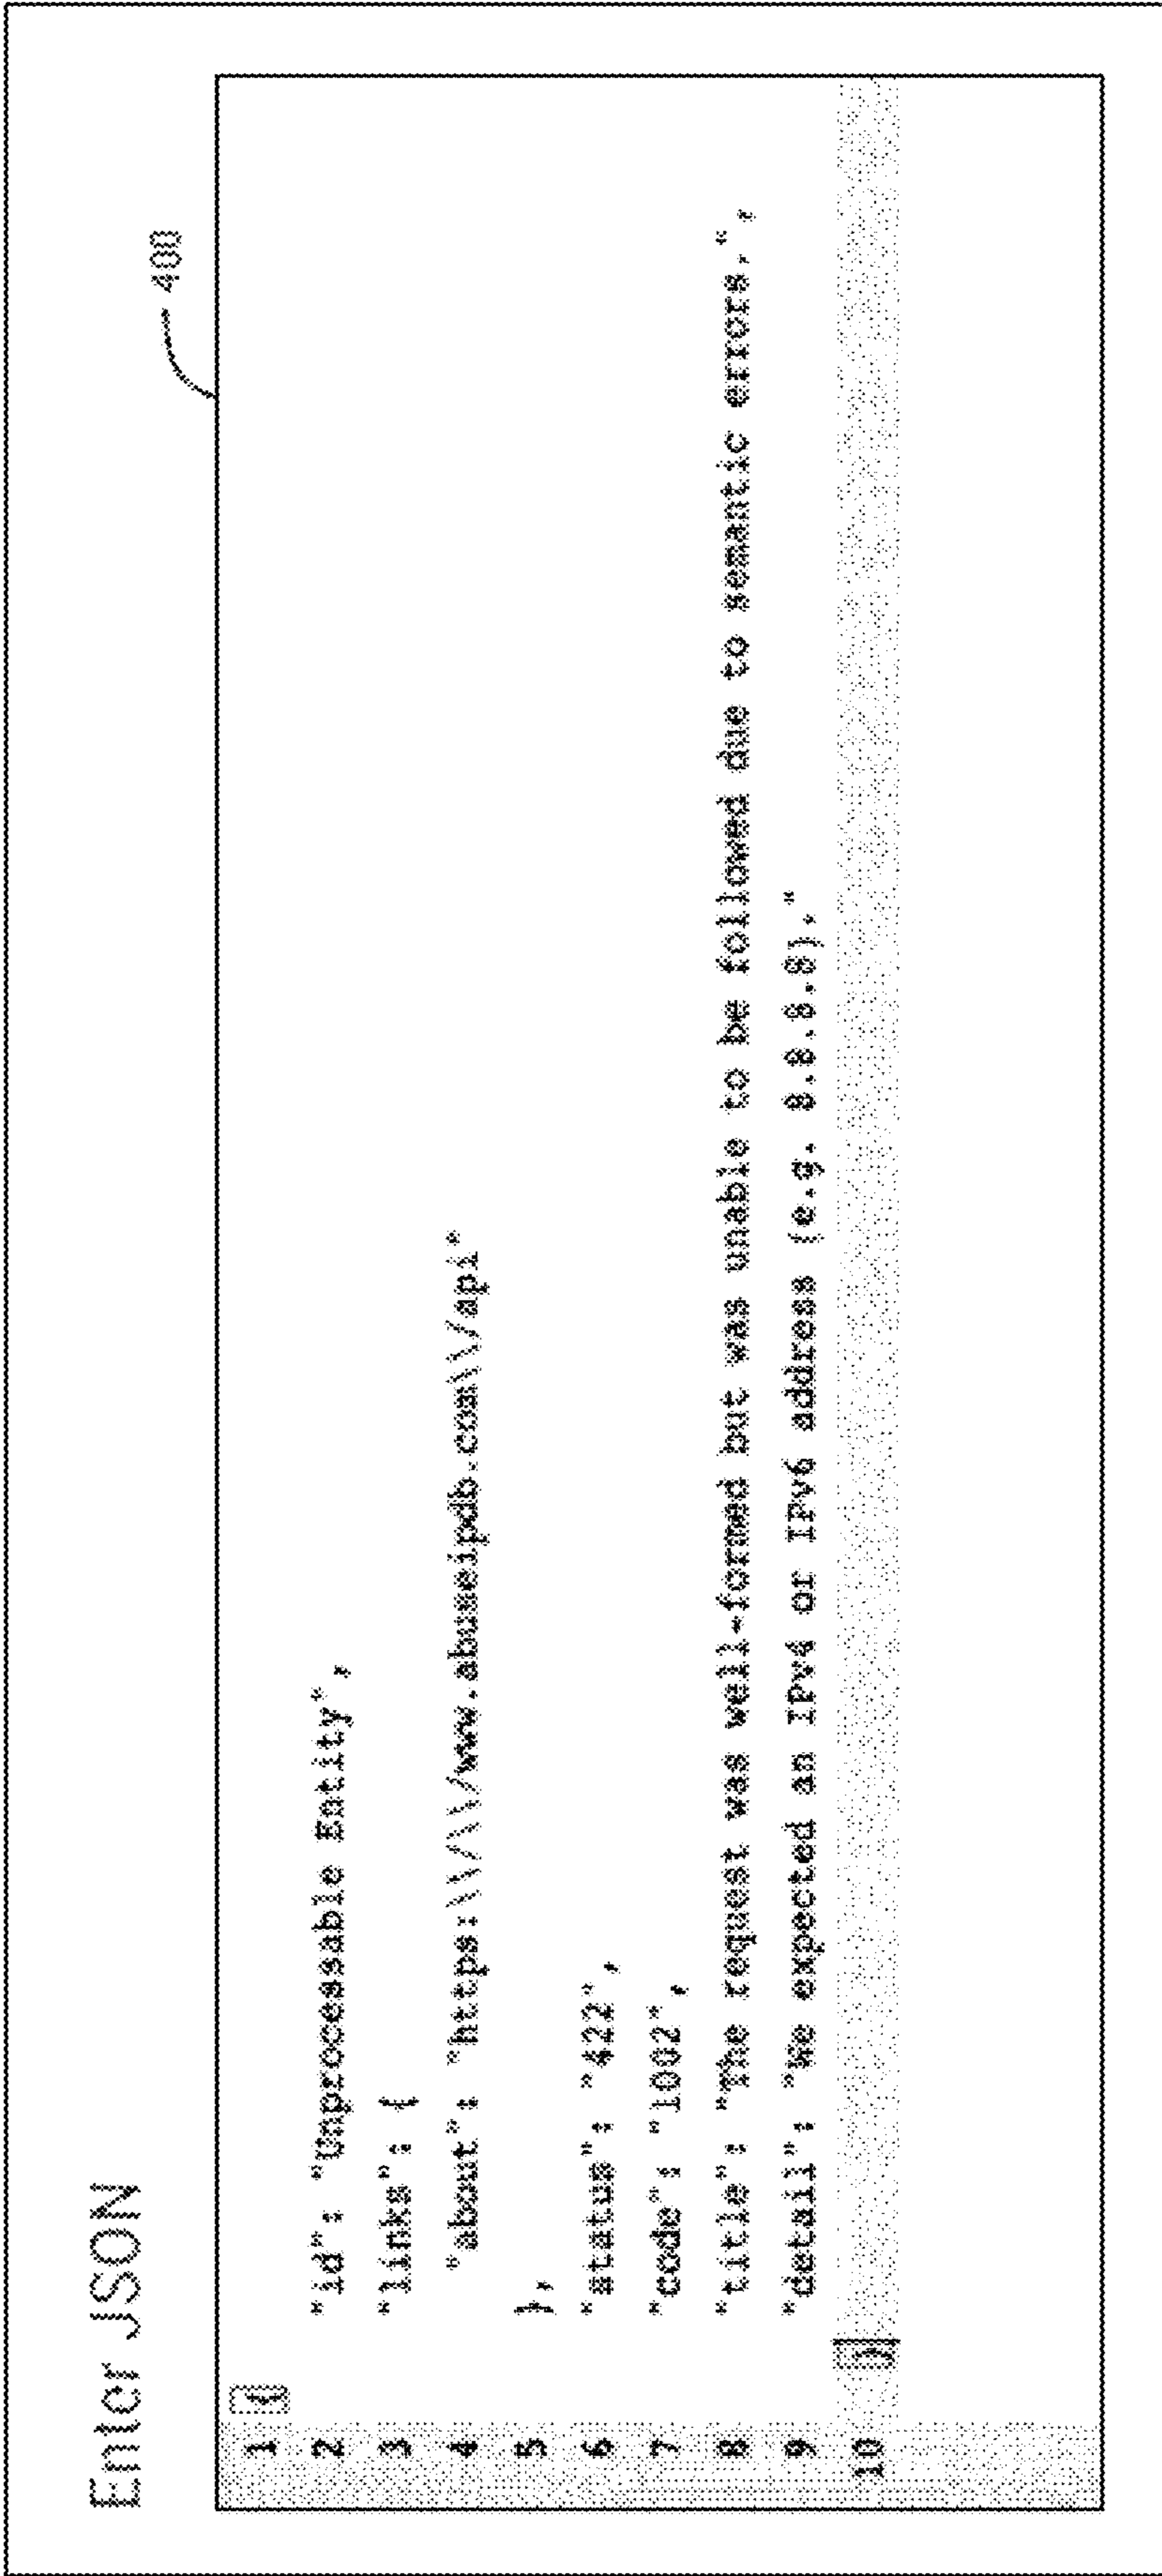 Enter JSON
400
1 {
2 "id": "Unprocessable Entity",
3 "links": {
4 "about": "https:\\/\\/www.abuseipdb.com\\/api"
5 },
6 "status": "422",
7 "code": "1002",
8 "title": "The request was well-formed but was unable to be followed due to semantic errors.",
9 "detail": "We expected an IPv4 or IPv6 address (e.g. 8.8.8.8)."
10 }